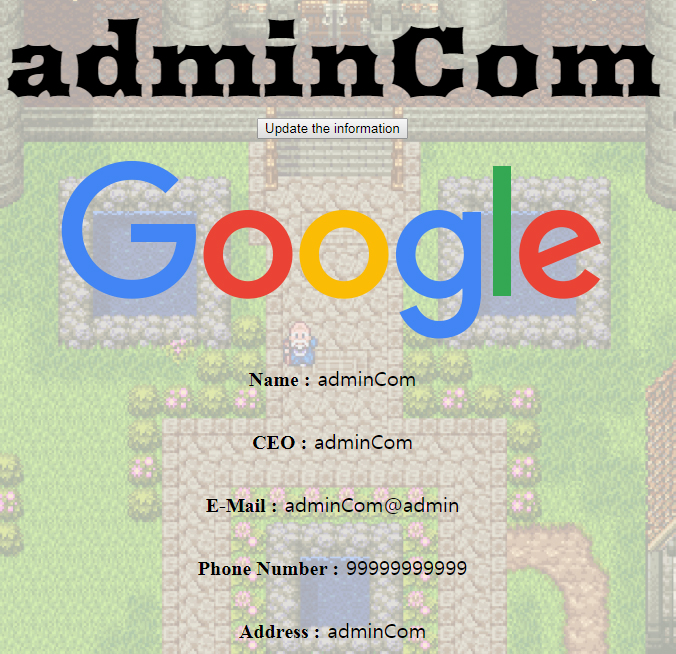 adminCom
Update the information
Google
Name : adminCom
CEO : adminCom
E-Mail : adminCom@admin
Phone Number : 99999999999
Address : adminCom